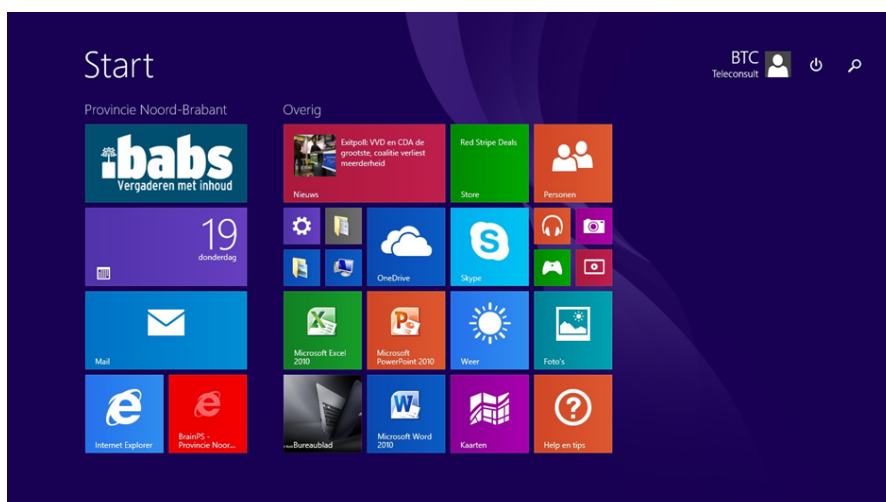 Start
BTC
Teleconsult
Provincie Noord-Brabant
Overig
ibabs
Vergaderen met inhoud
Exitpoll: VVD en CDA de
grootste, coalitie verliest
meerderheid
Nieuws
Red Stripe Deals
Store
Personen
19
donderdag
OneDrive
Skype
Mail
Microsoft Excel
2010
Microsoft
PowerPoint 2010
Weer
Foto's
Internet Explorer
BrainPS -
Provincie Noor...
Bureaublad
Microsoft Word
2010
Kaarten
Help en tips